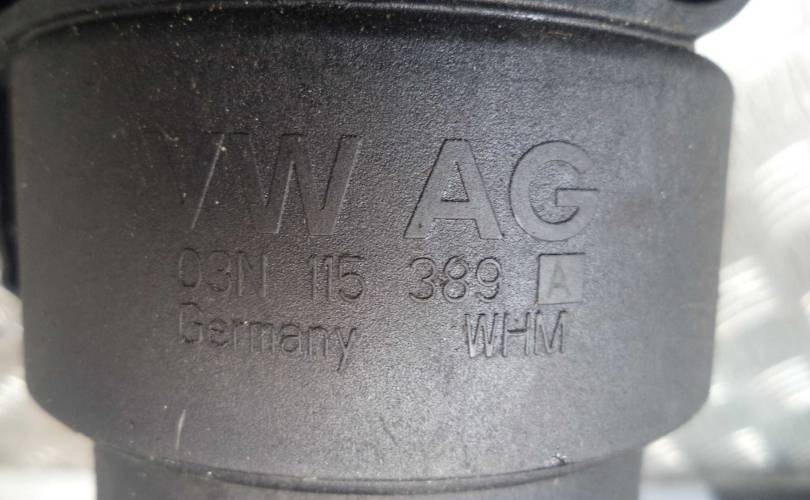 VW AG
03N 115 389 A
Germany WHM